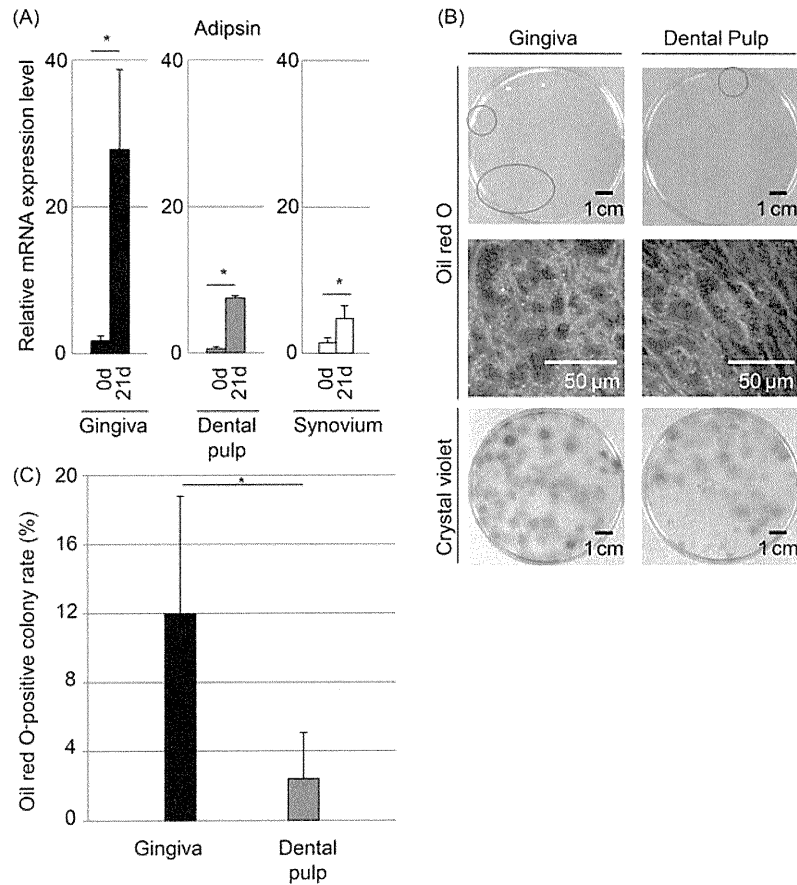 (A)
Adipsin
Relative mRNA expression level
40
20
0
*
0d
21d
Gingiva
40
20
0
*
0d
21d
Dental
pulp
40
20
0
*
0d
21d
Synovium
(B)
Gingiva
Dental Pulp
Oil red O
1 cm
1 cm
50 µm
50 µm
Crystal violet
1 cm
1 cm
(C)
Oil red O-positive colony rate (%)
20
16
12
8
4
0
*
Gingiva
Dental
pulp